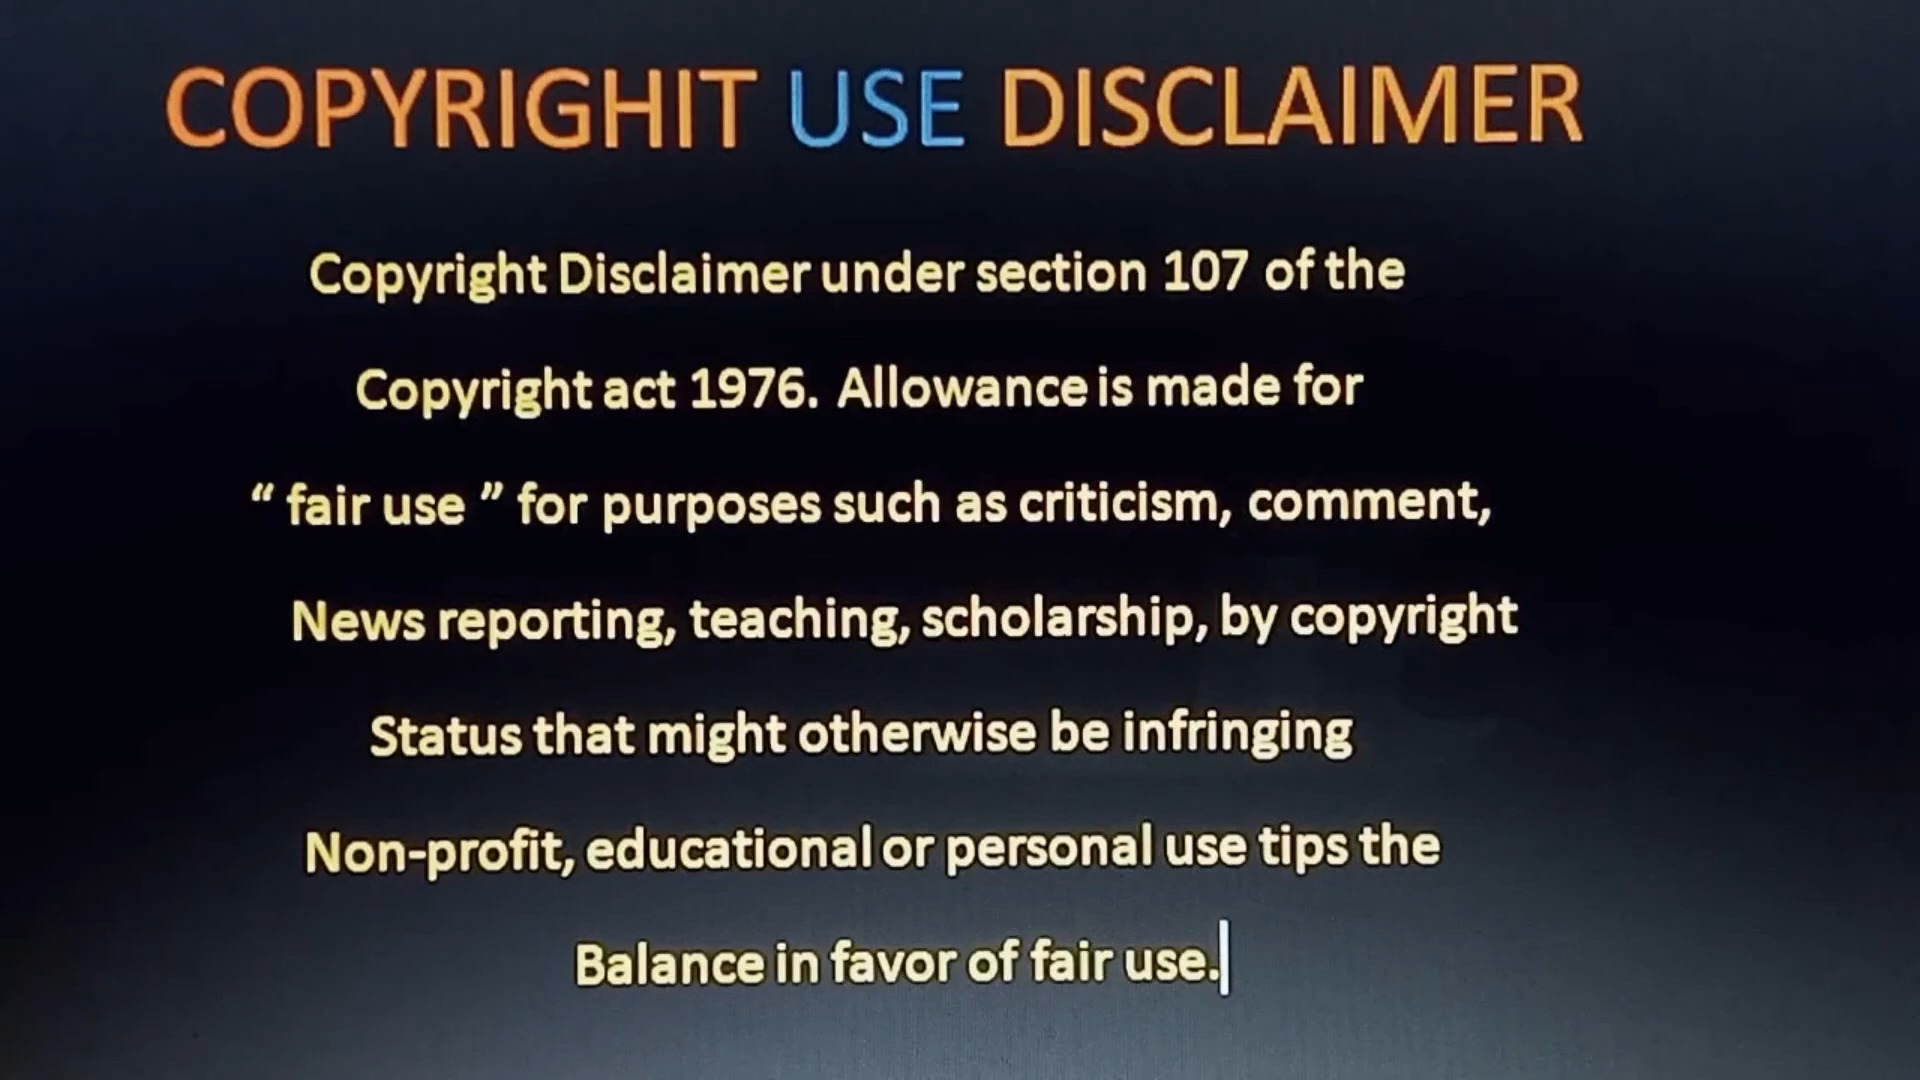 COPYRIGHIT USE DISCLAIMER
Copyright Disclaimer under section 107 of the
Copyright act 1976. Allowance is made for
“ fair use ” for purposes such as criticism, comment,
News reporting, teaching, scholarship, by copyright
Status that might otherwise be infringing
Non-profit, educational or personal use tips the
Balance in favor of fair use.